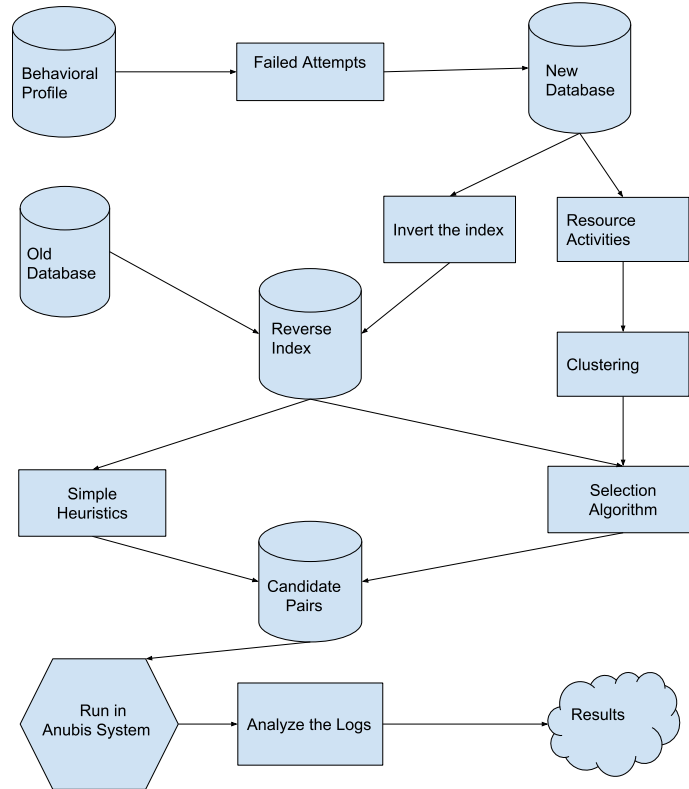 Behavioral
Profile
Failed Attempts
New
Database
Old
Database
Invert the index
Resource
Activities
Reverse
Index
Clustering
Simple
Heuristics
Selection
Algorithm
Candidate
Pairs
Run in
Anubis System
Analyze the Logs
Results